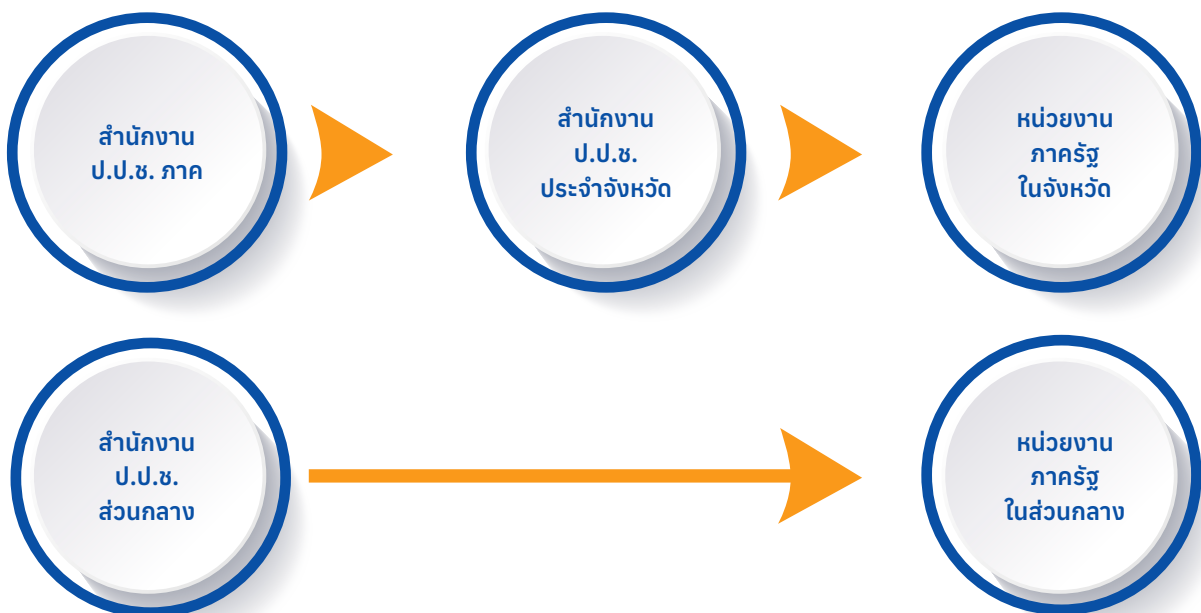 สำนักงาน
ป.ป.ช. ภาค
สำนักงาน
ป.ป.ช.
ประจำจังหวัด
หน่วยงาน
ภาครัฐ
ในจังหวัด
สำนักงาน
ป.ป.ช.
ส่วนกลาง
หน่วยงาน
ภาครัฐ
ในส่วนกลาง